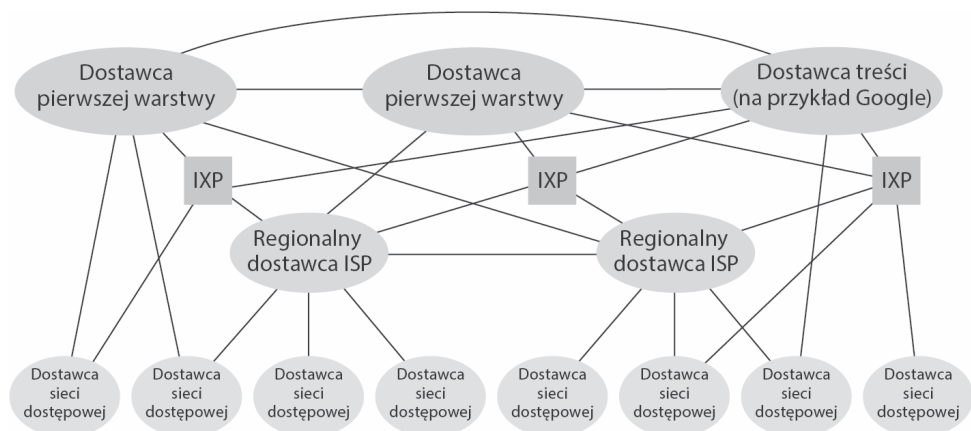 Dostawca
pierwszej warstwy
Dostawca
pierwszej warstwy
Dostawca treści
(na przykład Google)
IXP
IXP
IXP
Regionalny
dostawca ISP
Regionalny
dostawca ISP
Dostawca
sieci
dostępowej
Dostawca
sieci
dostępowej
Dostawca
sieci
dostępowej
Dostawca
sieci
dostępowej
Dostawca
sieci
dostępowej
Dostawca
sieci
dostępowej
Dostawca
sieci
dostępowej
Dostawca
sieci
dostępowej